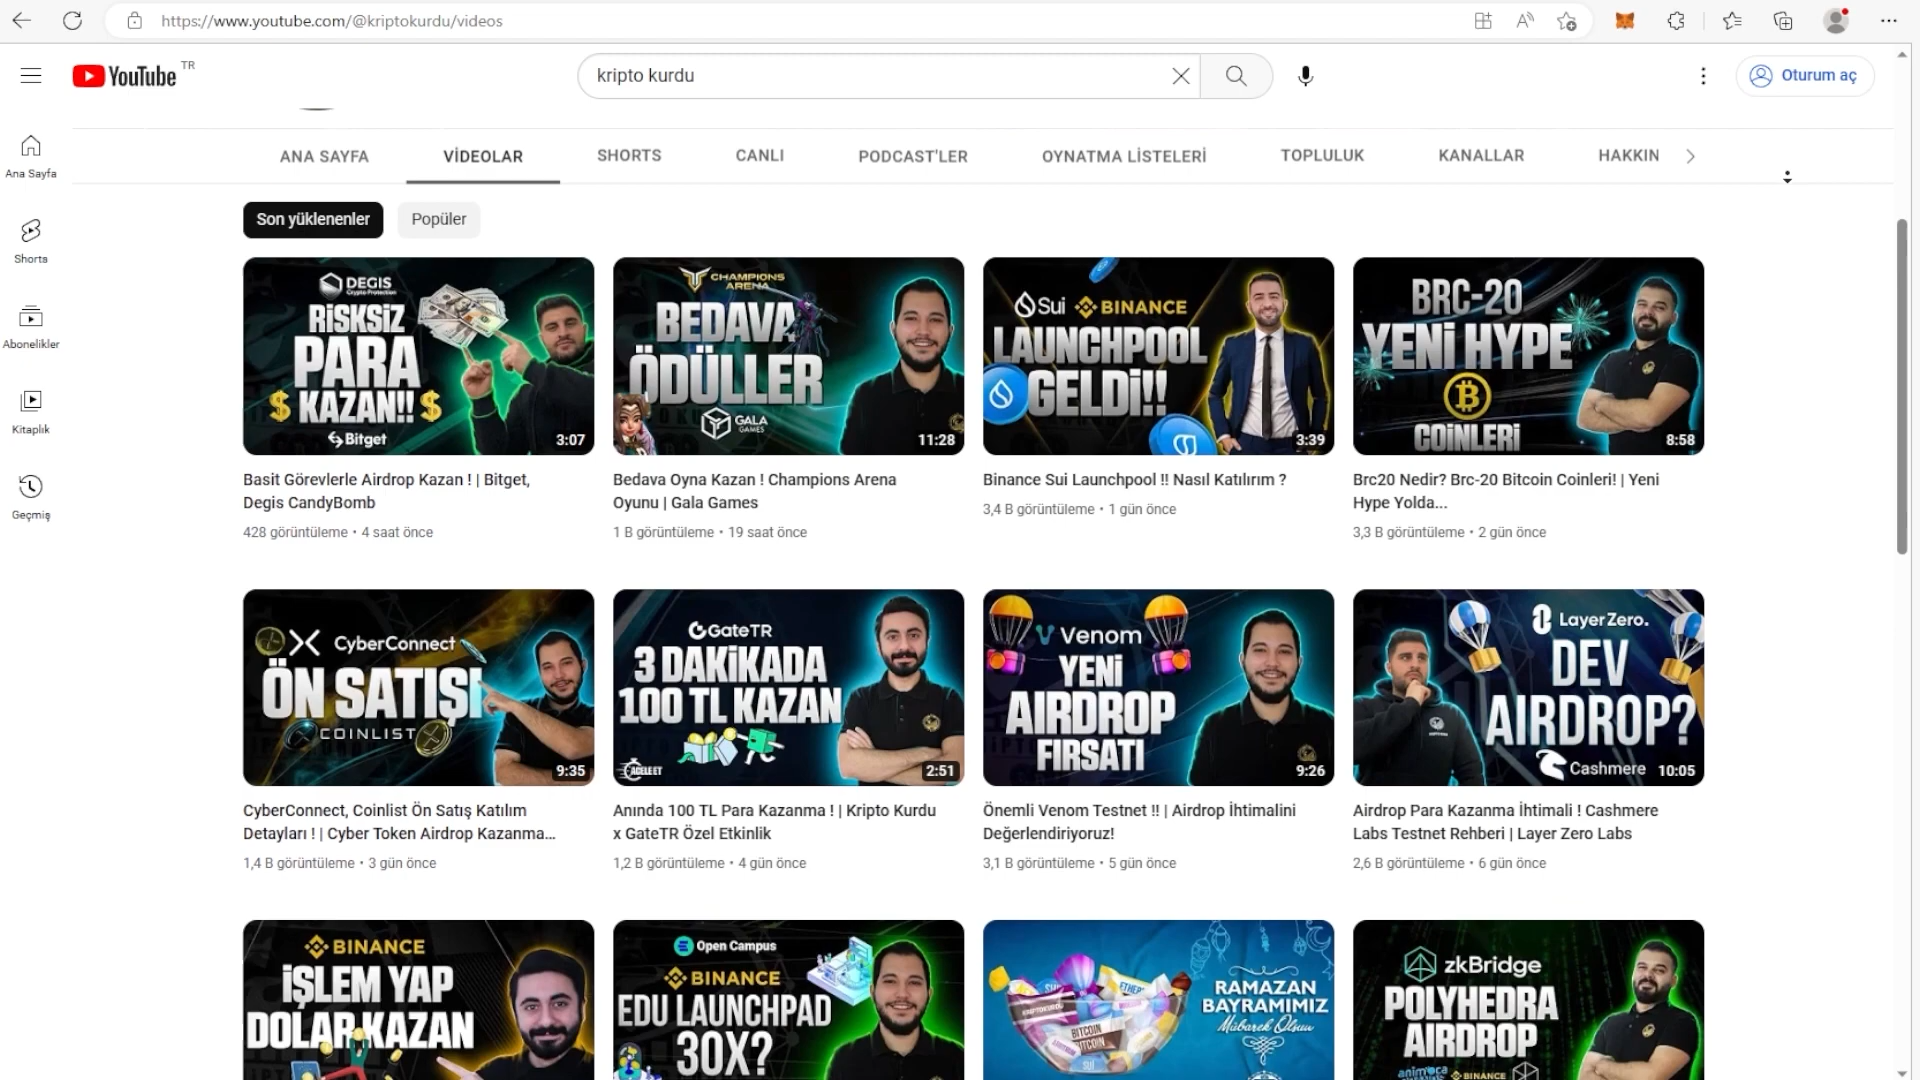 https://www.youtube.com/@kriptokurdu/videos
YouTube TR
kripto kurdu
Oturum aç
ANA SAYFA
VİDEOLAR
SHORTS
CANLI
PODCAST'LER
OYNATMA LİSTELERİ
TOPLULUK
KANALLAR
HAKKIN
Ana Sayfa
Shorts
Abonelikler
Kitaplık
Geçmiş
Son yüklenenler
Popüler
DEGIS
Crypto Protection
RİSKSİZ
PARA
$ KAZAN!! $
Bitget
3:07
Basit Görevlerle Airdrop Kazan ! | Bitget,
Degis CandyBomb
428 görüntüleme • 4 saat önce
CHAMPIONS
ARENA
BEDAVA
ÖDÜLLER
GALA
GAMES
11:28
Bedava Oyna Kazan ! Champions Arena
Oyunu | Gala Games
1 B görüntüleme • 19 saat önce
Sui BINANCE
LAUNCHPOOL
GELDİ!!
3:39
Binance Sui Launchpool !! Nasıl Katılırım ?
3,4 B görüntüleme • 1 gün önce
BRC-20
YENİ HYPE
COİNLERİ
8:58
Brc20 Nedir? Brc-20 Bitcoin Coinleri! | Yeni
Hype Yolda...
3,3 B görüntüleme • 2 gün önce
CyberConnect
ÖN SATIŞI
COINLIST
9:35
CyberConnect, Coinlist Ön Satış Katılım
Detayları ! | Cyber Token Airdrop Kazanma...
1,4 B görüntüleme • 3 gün önce
GateTR
3 DAKİKADA
100 TL KAZAN
ACELE ET
2:51
Anında 100 TL Para Kazanma ! | Kripto Kurdu
x GateTR Özel Etkinlik
1,2 B görüntüleme • 4 gün önce
Venom
YENİ
AIRDROP
FIRSATI
9:26
Önemli Venom Testnet !! | Airdrop İhtimalini
Değerlendiriyoruz!
3,1 B görüntüleme • 5 gün önce
LayerZero.
DEV
AIRDROP?
Cashmere
10:05
Airdrop Para Kazanma İhtimali ! Cashmere
Labs Testnet Rehberi | Layer Zero Labs
2,6 B görüntüleme • 6 gün önce
BINANCE
İŞLEM YAP
DOLAR KAZAN
Open Campus
BINANCE
EDU LAUNCHPAD
30X?
RAMAZAN
BAYRAMIMIZ
Mübarek Olsun
BITCOIN
zkBridge
POLYHEDRA
AIRDROP
animoca
BINANCE